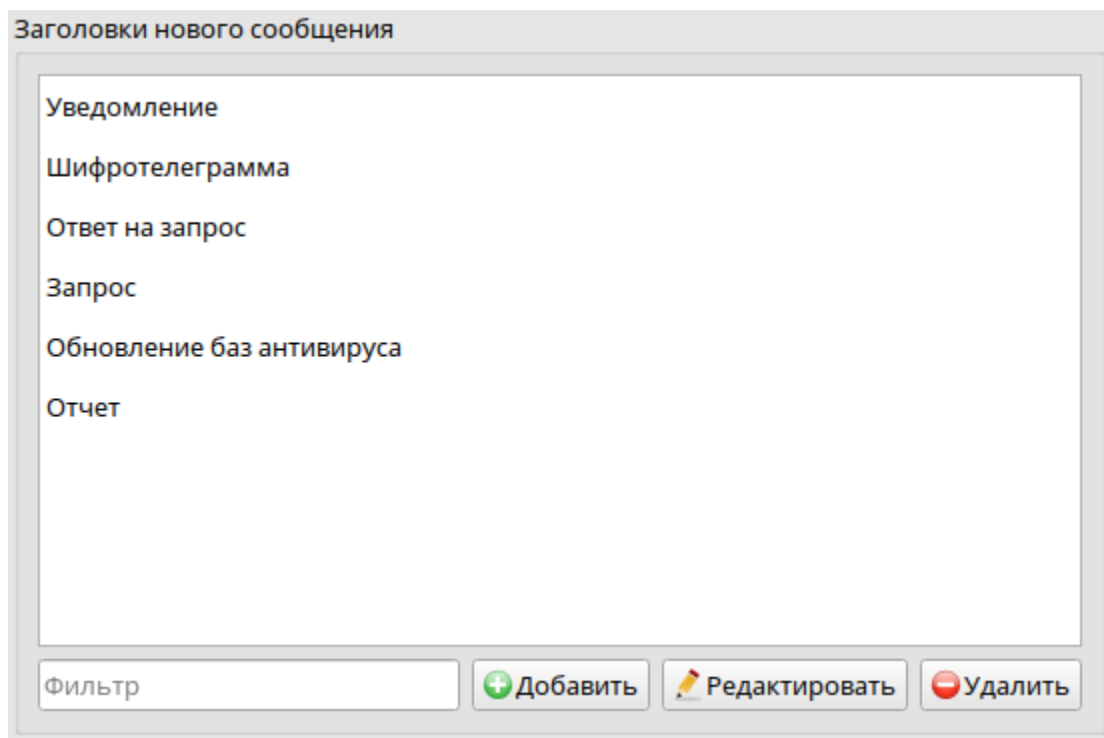 Заголовки нового сообщения
Уведомление
Шифротелеграмма
Ответ на запрос
Запрос
Обновление баз антивируса
Отчет
Фильтр Добавить Редактировать Удалить